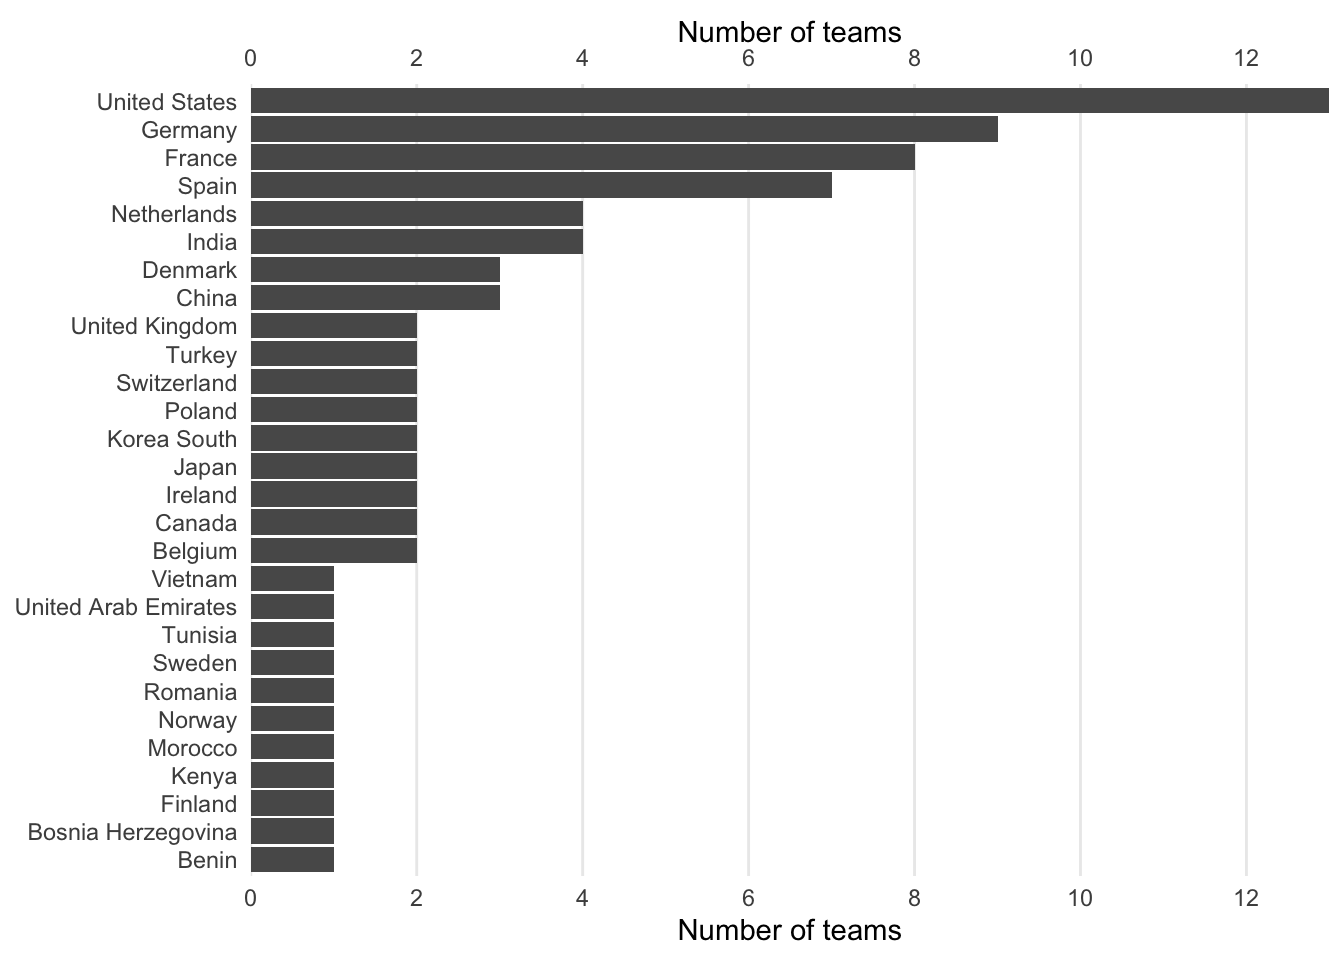 Number of teams
0 2 4 6 8 10 12
United States
Germany
France
Spain
Netherlands
India
Denmark
China
United Kingdom
Turkey
Switzerland
Poland
Korea South
Japan
Ireland
Canada
Belgium
Vietnam
United Arab Emirates
Tunisia
Sweden
Romania
Norway
Morocco
Kenya
Finland
Bosnia Herzegovina
Benin
0 2 4 6 8 10 12
Number of teams